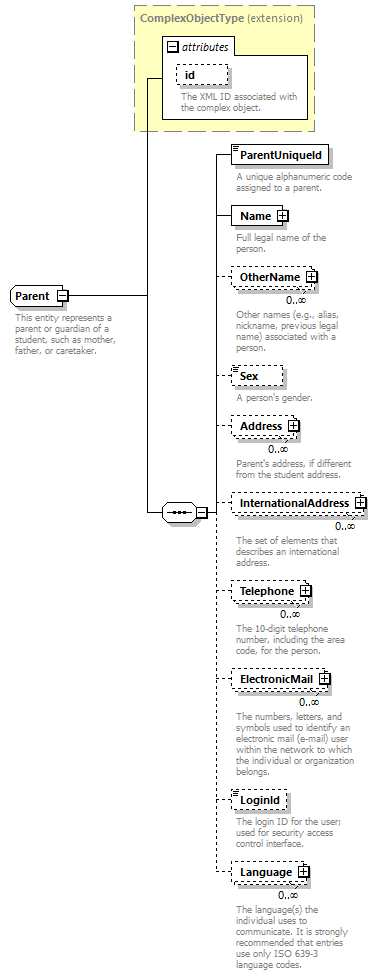 ComplexObjectType (extension)
attributes
id
The XML ID associated with
the complex object.
Parent
This entity represents a
parent or guardian of a
student, such as mother,
father, or caretaker.
ParentUniqueId
A unique alphanumeric code
assigned to a parent.
Name
Full legal name of the
person.
OtherName
0..∞
Other names (e.g., alias,
nickname, previous legal
name) associated with a
person.
Sex
A person's gender.
Address
0..∞
Parent's address, if different
from the student address.
InternationalAddress
0..∞
The set of elements that
describes an international
address.
Telephone
0..∞
The 10-digit telephone
number, including the area
code, for the person.
ElectronicMail
0..∞
The numbers, letters, and
symbols used to identify an
electronic mail (e-mail) user
within the network to which
the individual or organization
belongs.
LoginId
The login ID for the user;
used for security access
control interface.
Language
0..∞
The language(s) the
individual uses to
communicate. It is strongly
recommended that entries
use only ISO 639-3
language codes.